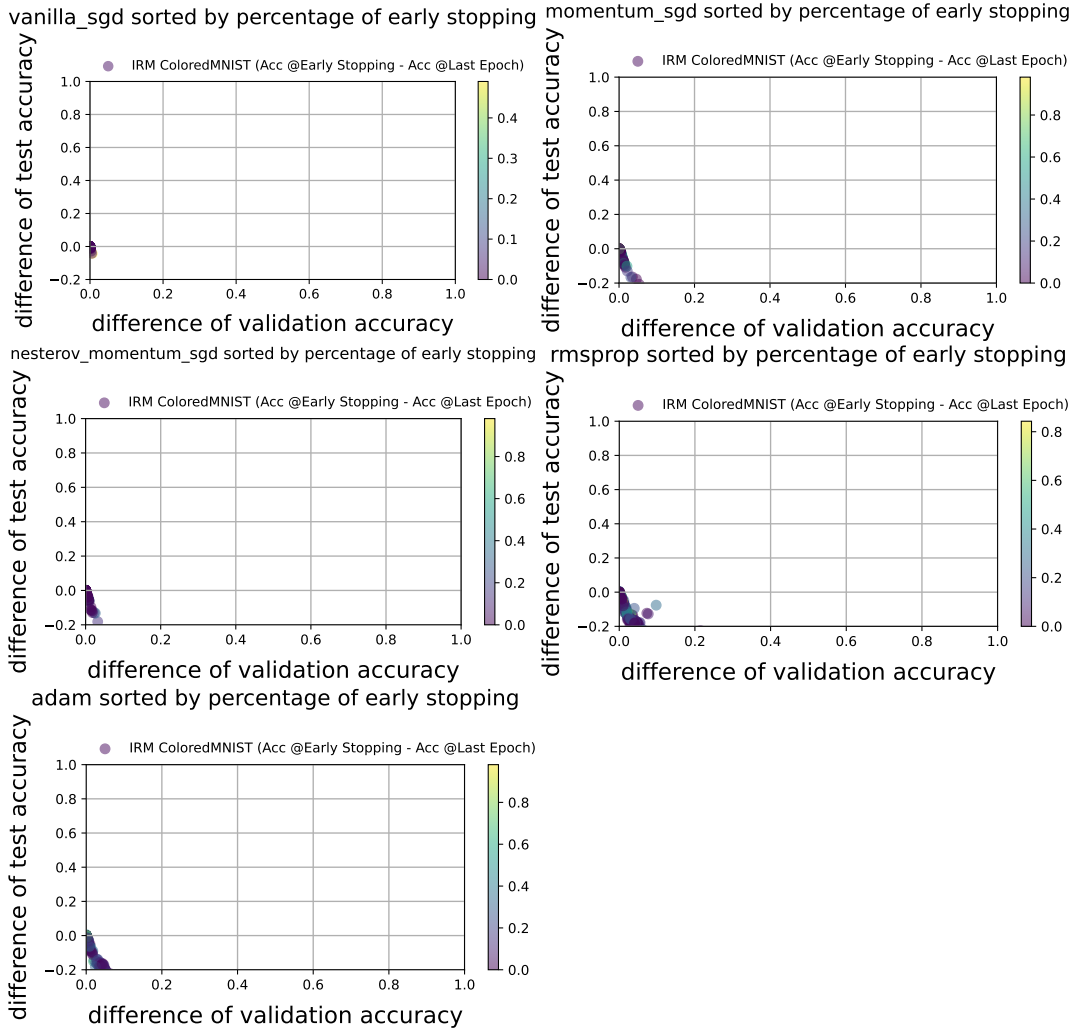 vanilla_sgd sorted by percentage of early stopping
IRM ColoredMNIST (Acc @Early Stopping - Acc @Last Epoch)
difference of test accuracy
1.0
0.8
0.6
0.4
0.2
0.0
−0.2
0.0 0.2 0.4 0.6 0.8 1.0
difference of validation accuracy
0.4
0.3
0.2
0.1
0.0
momentum_sgd sorted by percentage of early stopping
IRM ColoredMNIST (Acc @Early Stopping - Acc @Last Epoch)
difference of test accuracy
1.0
0.8
0.6
0.4
0.2
0.0
−0.2
0.0 0.2 0.4 0.6 0.8 1.0
difference of validation accuracy
0.8
0.6
0.4
0.2
0.0
nesterov_momentum_sgd sorted by percentage of early stopping
IRM ColoredMNIST (Acc @Early Stopping - Acc @Last Epoch)
difference of test accuracy
1.0
0.8
0.6
0.4
0.2
0.0
−0.2
0.0 0.2 0.4 0.6 0.8 1.0
difference of validation accuracy
0.8
0.6
0.4
0.2
0.0
rmsprop sorted by percentage of early stopping
IRM ColoredMNIST (Acc @Early Stopping - Acc @Last Epoch)
difference of test accuracy
1.0
0.8
0.6
0.4
0.2
0.0
−0.2
0.0 0.2 0.4 0.6 0.8 1.0
difference of validation accuracy
0.8
0.6
0.4
0.2
0.0
adam sorted by percentage of early stopping
IRM ColoredMNIST (Acc @Early Stopping - Acc @Last Epoch)
difference of test accuracy
1.0
0.8
0.6
0.4
0.2
0.0
−0.2
0.0 0.2 0.4 0.6 0.8 1.0
difference of validation accuracy
0.8
0.6
0.4
0.2
0.0